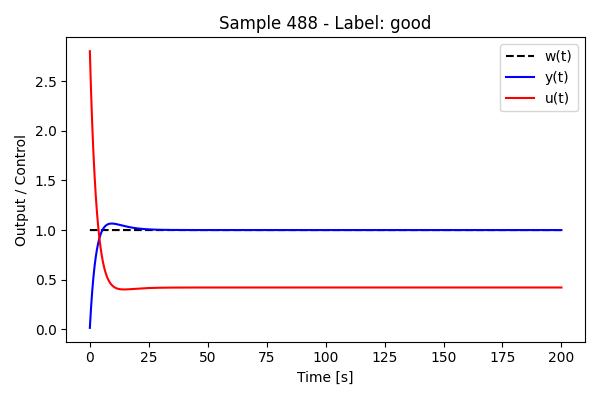 Sample 488 - Label: good
w(t)
y(t)
u(t)
Output / Control
2.5
2.0
1.5
1.0
0.5
0.0
0 25 50 75 100 125 150 175 200
Time [s]